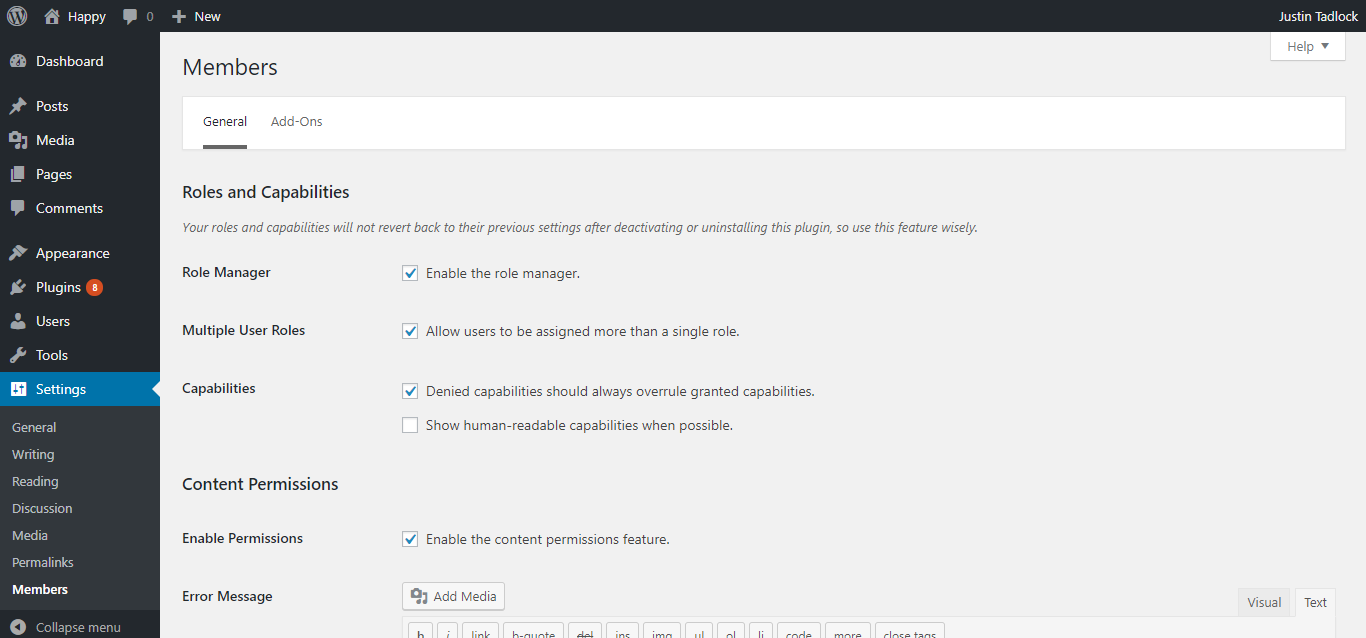 Happy 0 New Justin Tadlock
Help
Dashboard
Posts
Media
Pages
Comments
Appearance
Plugins 8
Users
Tools
Settings
General
Writing
Reading
Discussion
Media
Permalinks
Members
Collapse menu
Members
General Add-Ons
Roles and Capabilities
Your roles and capabilities will not revert back to their previous settings after deactivating or uninstalling this plugin, so use this feature wisely.
Role Manager Enable the role manager.
Multiple User Roles Allow users to be assigned more than a single role.
Capabilities Denied capabilities should always overrule granted capabilities.
Show human-readable capabilities when possible.
Content Permissions
Enable Permissions Enable the content permissions feature.
Error Message Add Media Visual Text
b i link b-quote del ins img ul ol li code more close tags